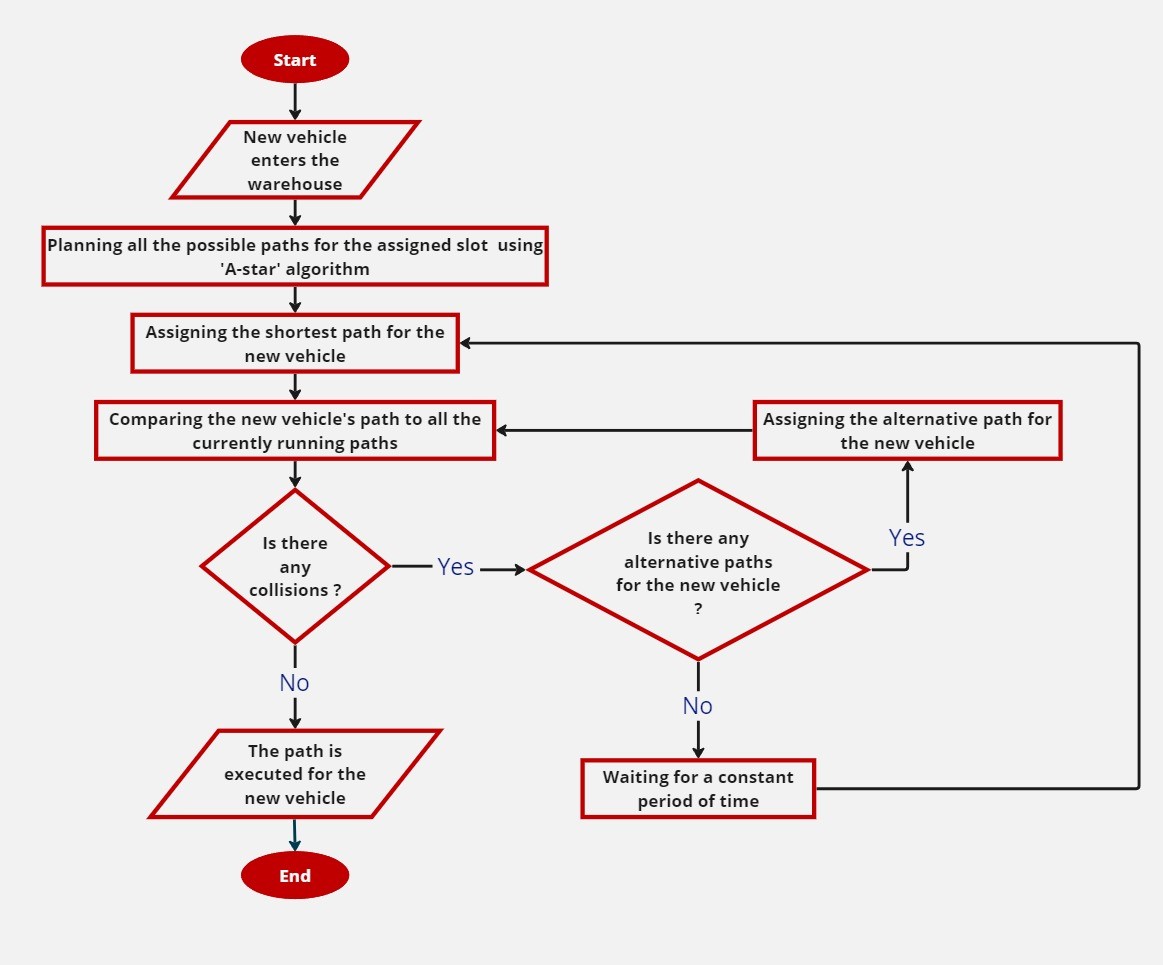 Start
New vehicle
enters the
warehouse
Planning all the possible paths for the assigned slot  using
'A-star' algorithm
Assigning the shortest path for the
new vehicle
Comparing the new vehicle's path to all the
currently running paths
Assigning the alternative path for
the new vehicle
Is there
any
collisions ?
Yes
Is there any
alternative paths
for the new vehicle
?
Yes
No
No
The path is
executed for the
new vehicle
Waiting for a constant
period of time
End